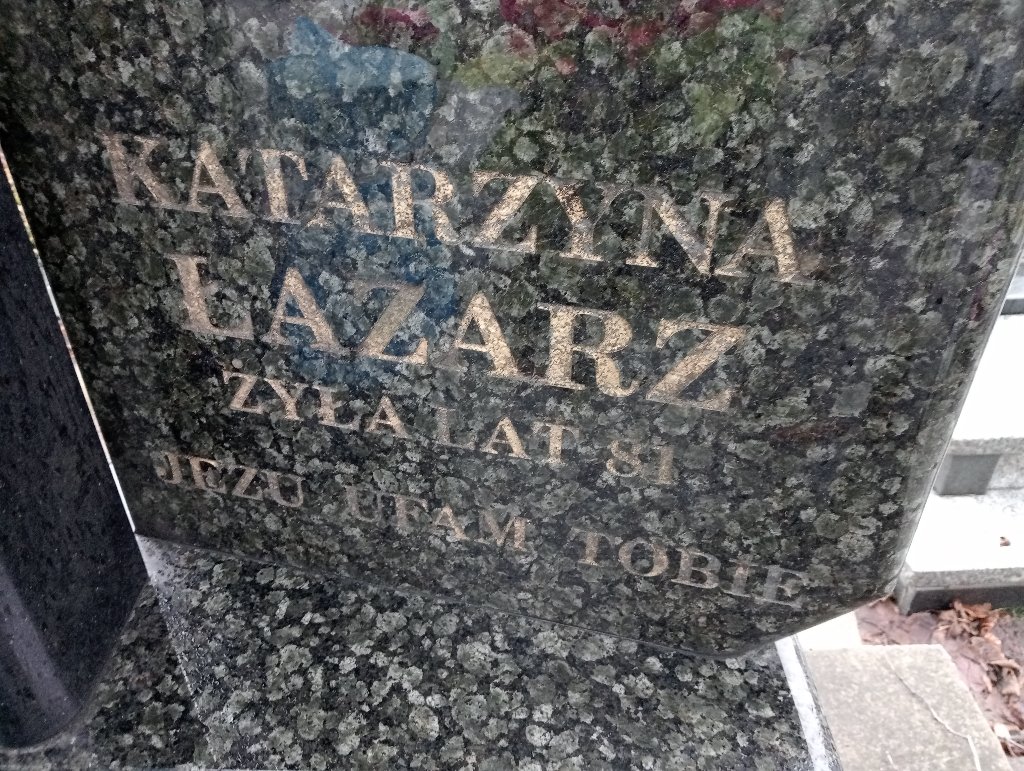 KATARZYNA
ŁAZARZ
ŻYŁA LAT 81
JEZU UFAM TOBIE